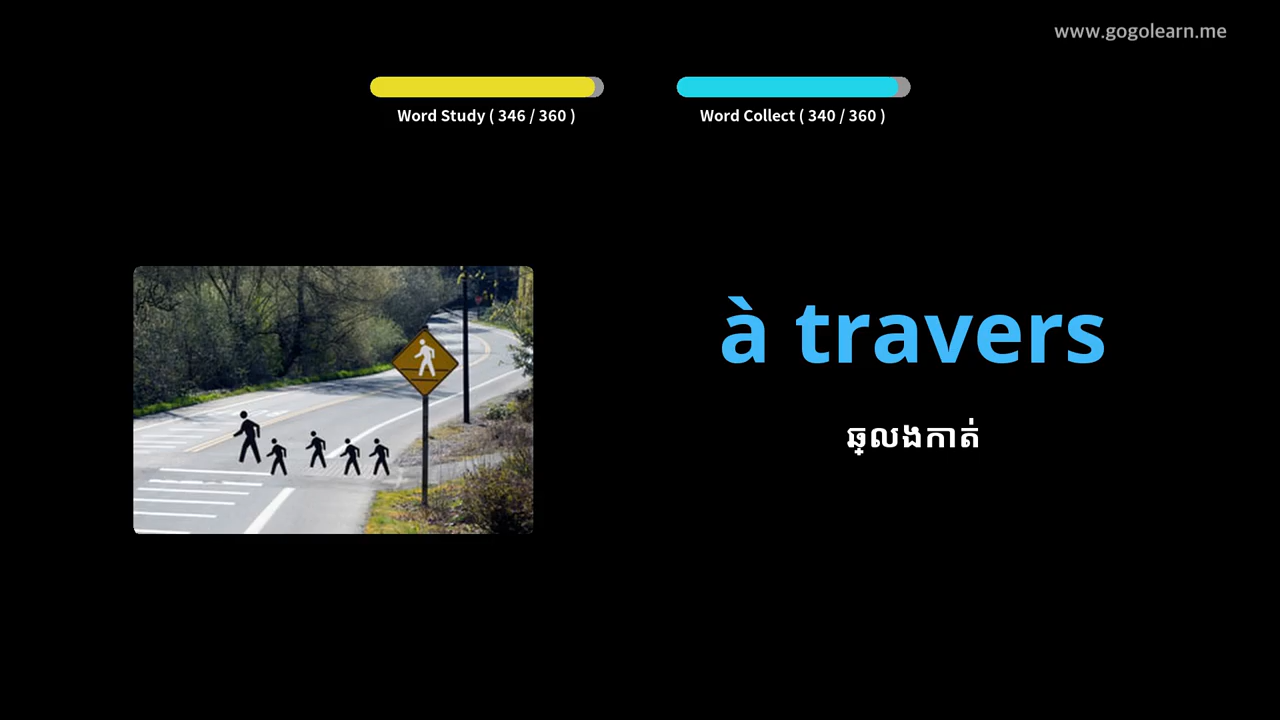 www.gogolearn.me
Word Study ( 346 / 360 )
Word Collect ( 340 / 360 )
à travers
ឆ្លងកាត់